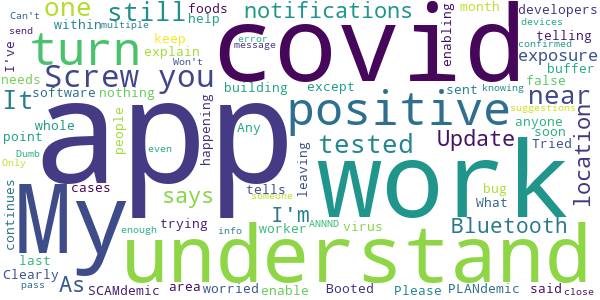 Can't multiple one still foods help notifications month developers devices
send within keep explain covid enabling telling confirmed
I've turn error message Won't exposure buffer
needs software nothing Screw you building except sent near false knowing
It whole people app happening positive suggestions anyone soon
point Any tested Update Tried location
Dumb even says tells leaving work bug What
Only cases My I'm Bluetooth
continues trying someone ANNND virus
last enough info worker understand
Clearly As area worried enable Please PLANdemic said close
pass SCAMdemic Booted